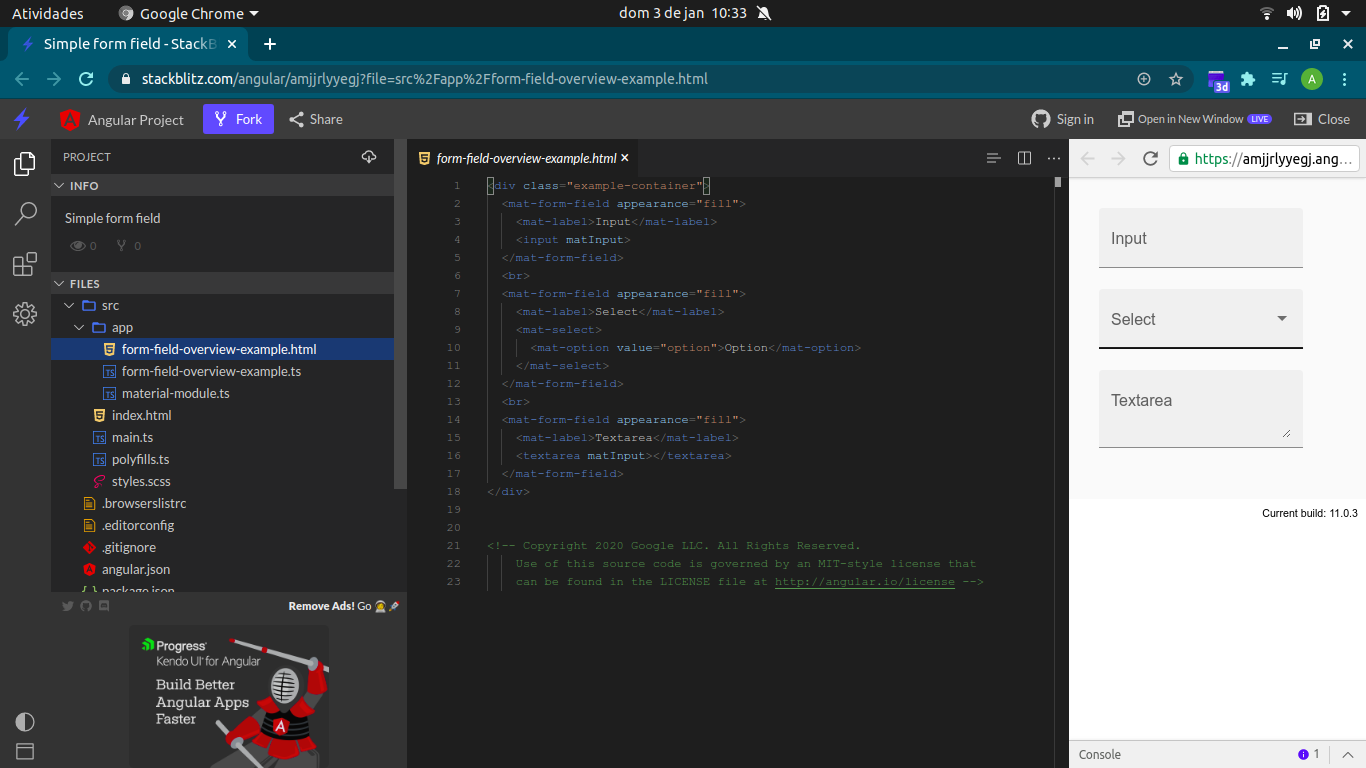 Atividades
Google Chrome
dom 3 de jan 10:33
Simple form field - StackB
stackblitz.com/angular/amjjrlyyegj?file=src%2Fapp%2Fform-field-overview-example.html
3d
A
Angular Project
Fork
Share
Sign in
Open in New Window LIVE
Close
PROJECT
INFO
Simple form field
0 0
FILES
src
app
form-field-overview-example.html
form-field-overview-example.ts
material-module.ts
index.html
main.ts
polyfills.ts
styles.scss
.browserslistrc
.editorconfig
.gitignore
angular.json
package.json
Remove Ads! Go
Progress
Kendo UI for Angular
Build Better
Angular Apps
Faster
form-field-overview-example.html
1 <div class="example-container">
2 <mat-form-field appearance="fill">
3 <mat-label>Input</mat-label>
4 <input matInput>
5 </mat-form-field>
6 <br>
7 <mat-form-field appearance="fill">
8 <mat-label>Select</mat-label>
9 <mat-select>
10 <mat-option value="option">Option</mat-option>
11 </mat-select>
12 </mat-form-field>
13 <br>
14 <mat-form-field appearance="fill">
15 <mat-label>Textarea</mat-label>
16 <textarea matInput></textarea>
17 </mat-form-field>
18 </div>
19
20
21 <!-- Copyright 2020 Google LLC. All Rights Reserved.
22 Use of this source code is governed by an MIT-style license that
23 can be found in the LICENSE file at http://angular.io/license -->
https://amjjrlyyegj.ang...
Input
Select
Textarea
Current build: 11.0.3
Console
1